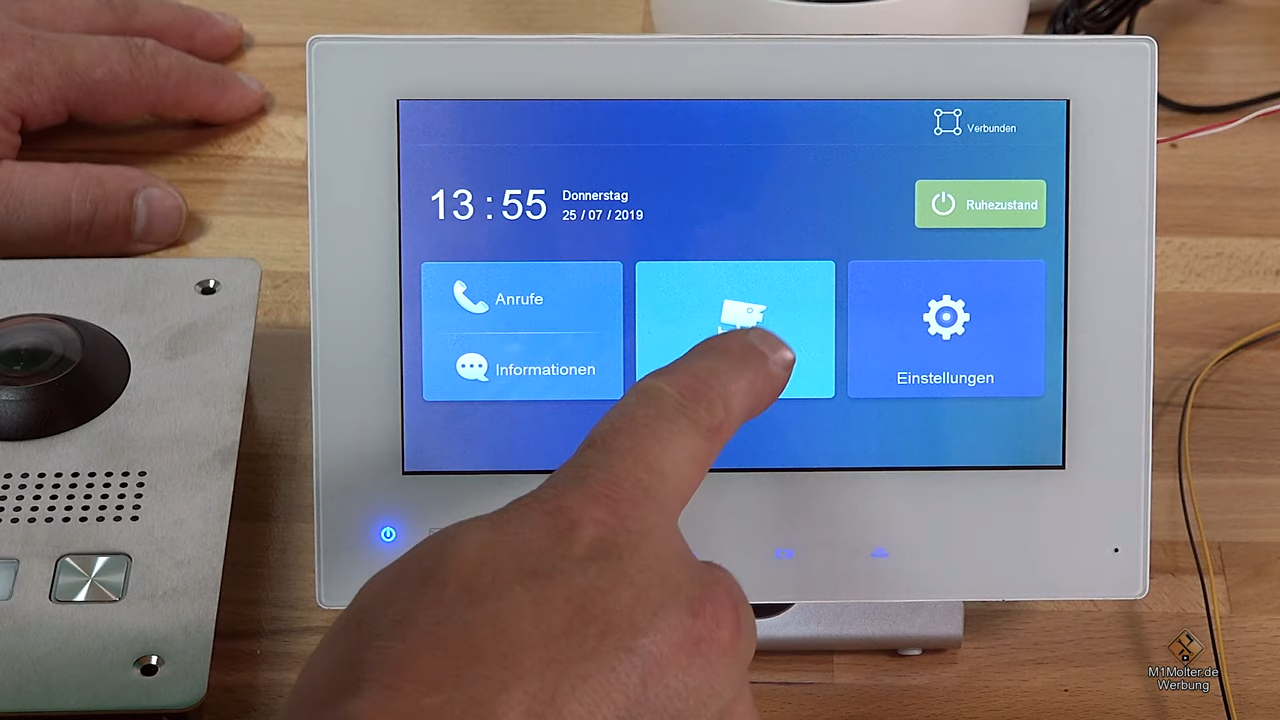 Verbunden
13:55
Donnerstag
25 / 07 / 2019
Ruhezustand
Anrufe
Informationen
Einstellungen
M1Molter.de
Werbung